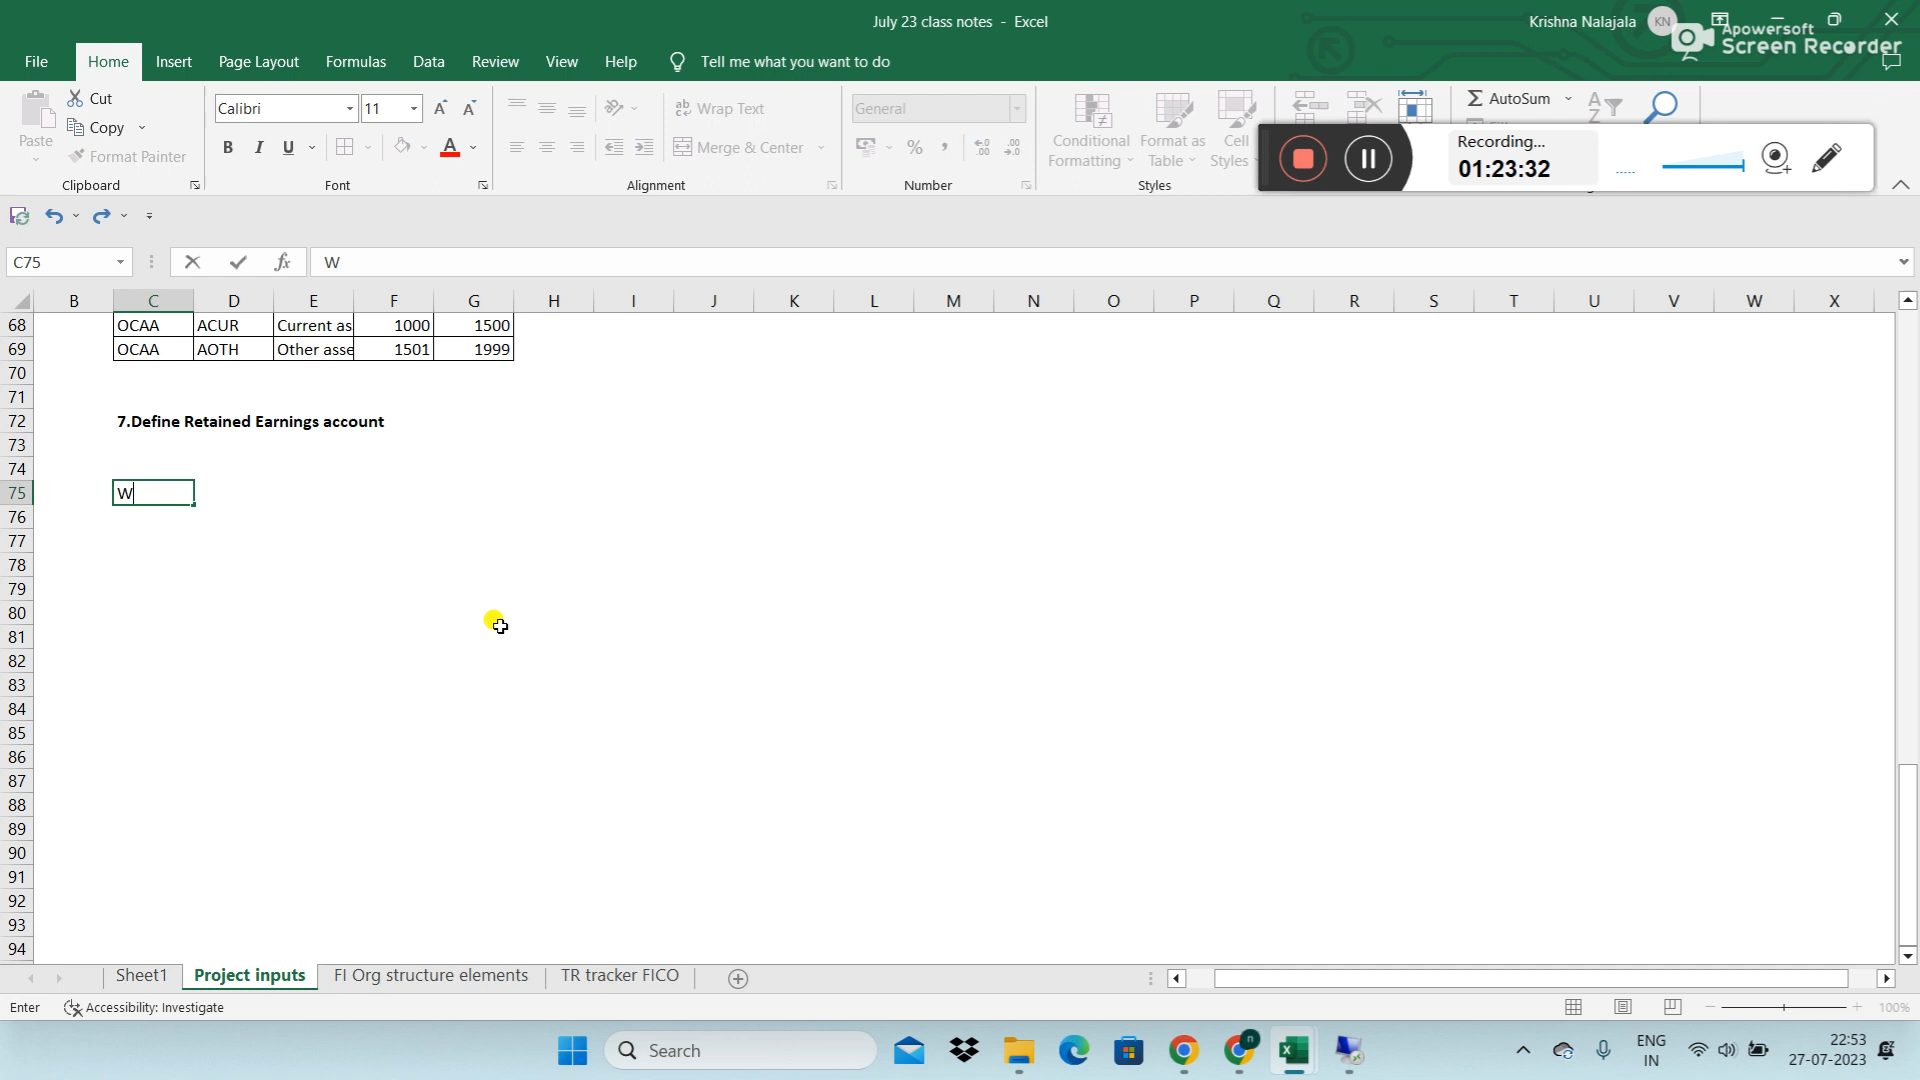 July 23 class notes - Excel
Krishna Nalajala
KN
Apowersoft
Screen Recorder
File
Home
Insert
Page Layout
Formulas
Data
Review
View
Help
Tell me what you want to do
Paste
Cut
Copy
Format Painter
Clipboard
Calibri
11
B I U
Font
Wrap Text
Merge & Center
Alignment
General
Number
Conditional
Formatting
Format as
Table
Cell
Styles
Styles
AutoSum
Recording...
01:23:32
C75
W
B C D E F G H I J K L M N O P Q R S T U V W X
68 OCAA ACUR Current as 1000 1500
69 OCAA AOTH Other asse 1501 1999
70
71
72 7.Define Retained Earnings account
73
74
75 W
76
77
78
79
80
81
82
83
84
85
86
87
88
89
90
91
92
93
94
Sheet1
Project inputs
FI Org structure elements
TR tracker FICO
Enter
Accessibility: Investigate
100%
Search
ENG
IN
22:53
27-07-2023